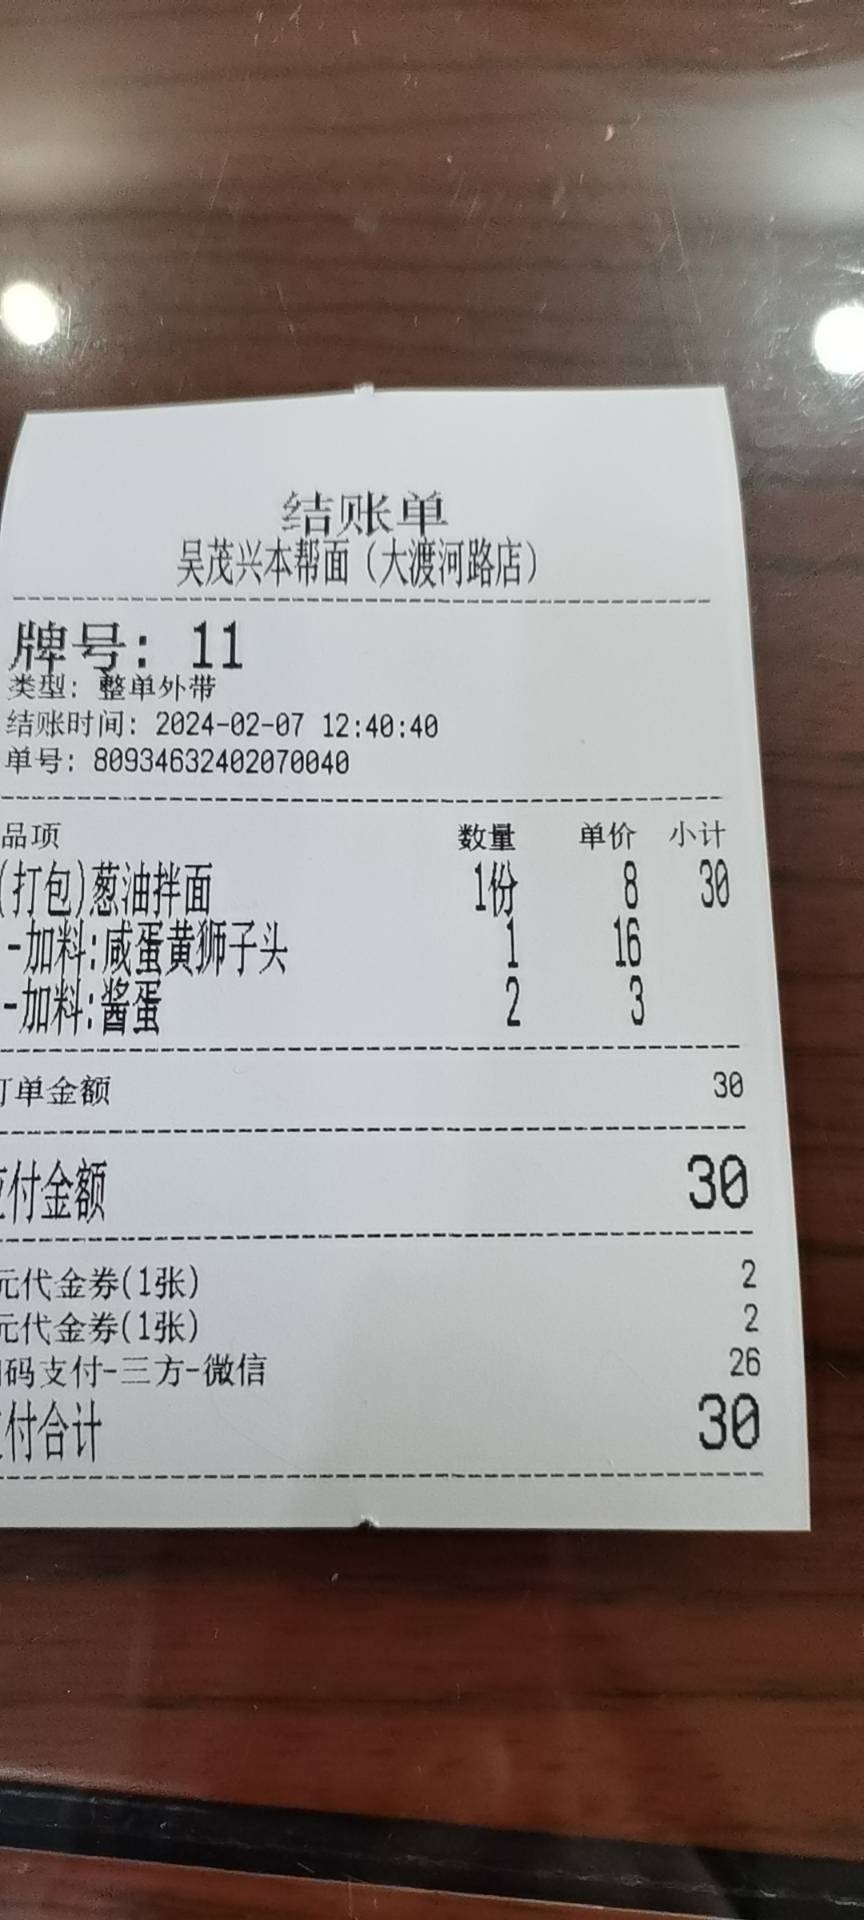 结账单
吴茂兴本帮面（大渡河路店）
牌号: 11
类型: 整单外带
结账时间: 2024-02-07 12:40:40
单号: 80934632402070040
品项 数量 单价 小计
(打包)葱油拌面 1份 8 30
-加料:咸蛋黄狮子头 1 16
-加料:酱蛋 2 3
订单金额 30
应付金额 30
元代金券(1张) 2
元代金券(1张) 2
码支付-三方-微信 26
付合计 30